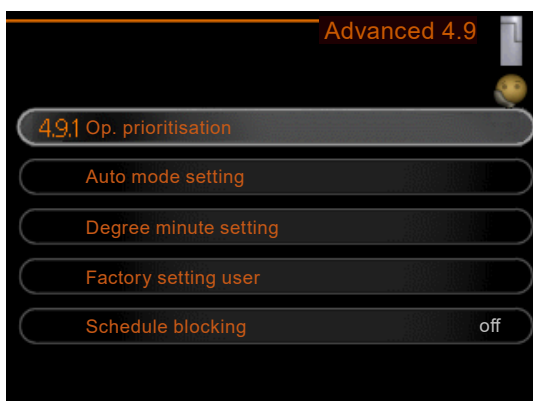 Advanced 4.9
4.9.1 Op. prioritisation
Auto mode setting
Degree minute setting
Factory setting user
Schedule blocking off